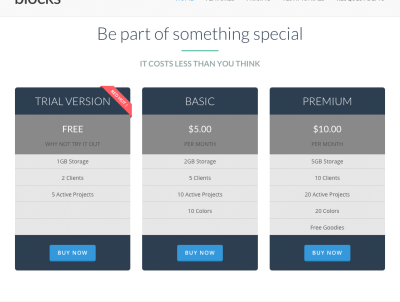 blocks
Be part of something special
IT COSTS LESS THAN YOU THINK
TRIAL VERSION
FREE
WHY NOT TRY IT OUT
1GB Storage
2 Clients
5 Active Projects
BUY NOW
BASIC
$5.00
PER MONTH
2GB Storage
5 Clients
10 Active Projects
10 Colors
BUY NOW
PREMIUM
$10.00
PER MONTH
5GB Storage
10 Clients
20 Active Projects
20 Colors
Free Goodies
BUY NOW